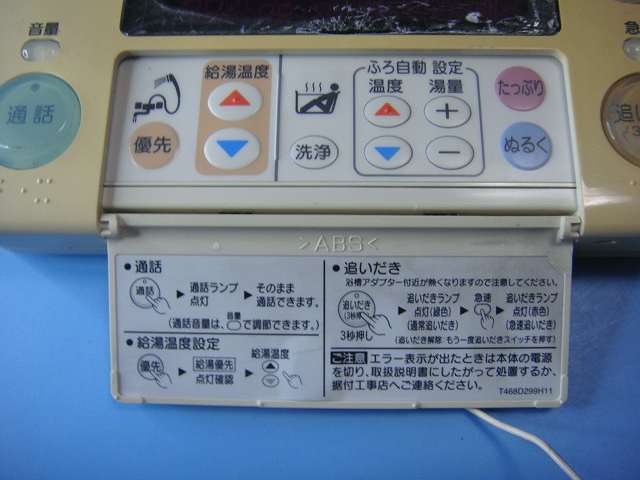 音量
急
通話
給湯温度
優先
洗浄
ふろ自動 設定
温度
湯量
＋
－
たっぷり
ぬるく
追い
>ABS<
● 通話
通話
▶ 通話ランプ
点灯
▶ そのまま
通話できます。
(通話音量は、音量で調節できます。)
● 給湯温度設定
優先
▶ 給湯優先
点灯確認
▶ 給湯温度
● 追いだき
浴槽アダプター付近が熱くなりますので注意してください。
追いだき
(3秒押)
3秒押し
▶ 追いだきランプ
点灯(緑色)
(通常追いだき)
▶ 急速
▶ 追いだきランプ
点灯(赤色)
(急速追いだき)
(追いだき解除：もう一度追いだきスイッチを押す)
ご注意 エラー表示が出たときは本体の電源
を切り、取扱説明書にしたがって処置するか、
据付工事店へご連絡ください。
T468D299H11